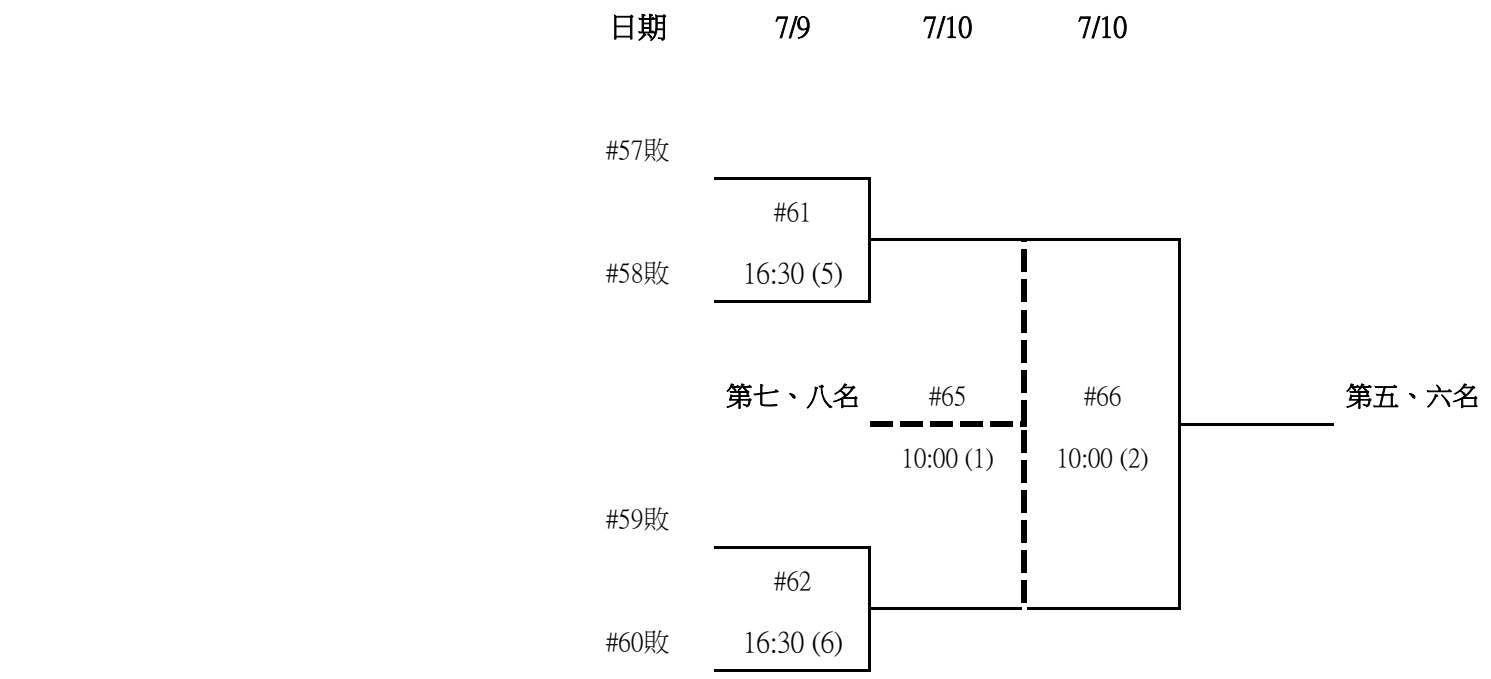 日期 7/9 7/10 7/10
#57敗
#61
#58敗 16:30 (5)
第七、八名 #65 #66 第五、六名
10:00 (1) 10:00 (2)
#59敗
#62
#60敗 16:30 (6)